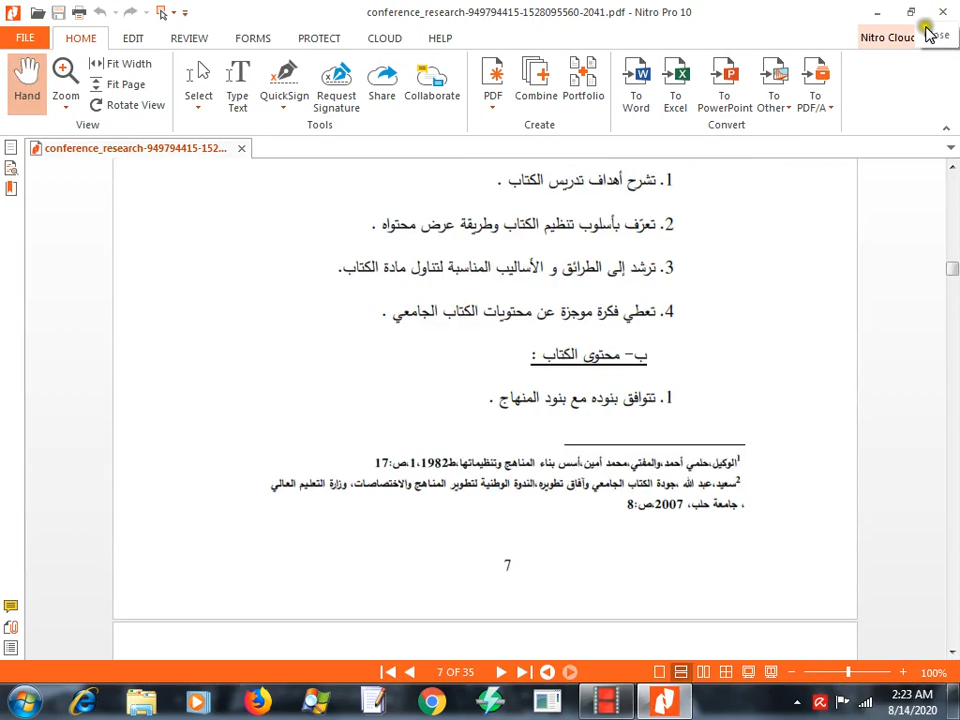 conference_research-949794415-1528095560-2041.pdf - Nitro Pro 10
FILE HOME EDIT REVIEW FORMS PROTECT CLOUD HELP
Nitro Cloud
Hand
Zoom
Fit Width
Fit Page
Rotate View
View
Select
Type Text
QuickSign
Request Signature
Share
Collaborate
Tools
PDF
Combine
Portfolio
Create
To Word
To Excel
To PowerPoint
To Other
To PDF/A
Convert
conference_research-949794415-152...
1. تشرح أهداف تدريس الكتاب .
2. تعرّف بأسلوب تنظيم الكتاب وطريقة عرض محتواه .
3. ترشد إلى الطرائق و الأساليب المناسبة لتناول مادة الكتاب.
4. تعطي فكرة موجزة عن محتويات الكتاب الجامعي .
ب- محتوى الكتاب :
1. تتوافق بنوده مع بنود المنهاج .
1الوكيل،حلمي أحمد،والمفتي،محمد أمين،أسس بناء المناهج وتنظيماتها،ط1،1982،ص:17
2سعيد،عبد الله ،جودة الكتاب الجامعي وآفاق تطويره،الندوة الوطنية لتطوير المناهج والاختصاصات، وزارة التعليم العالي
، جامعة حلب، 2007،ص:8
7
7 OF 35
100%
2:23 AM
8/14/2020